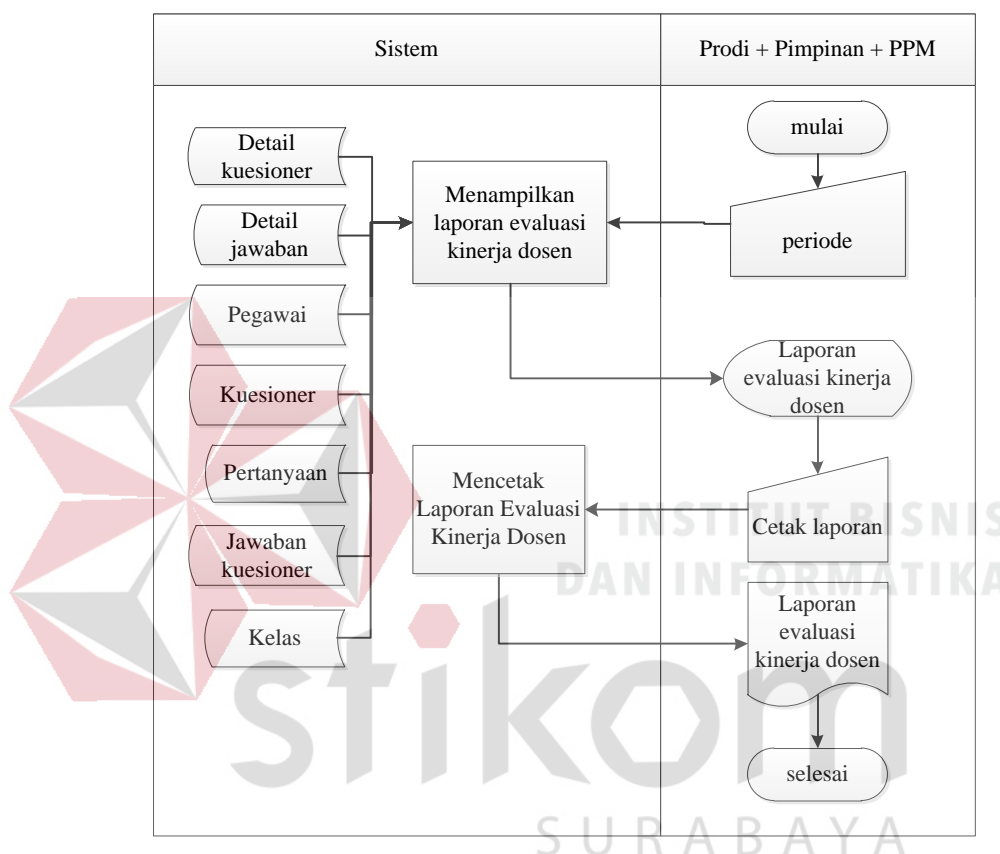 Sistem
Prodi + Pimpinan + PPM
Detail
kuesioner
Detail
jawaban
Pegawai
Kuesioner
Pertanyaan
Jawaban
kuesioner
Kelas
Menampilkan
laporan evaluasi
kinerja dosen
Mencetak
Laporan Evaluasi
Kinerja Dosen
mulai
periode
Laporan
evaluasi kinerja
dosen
Cetak laporan
Laporan
evaluasi
kinerja dosen
selesai
INSTITUT BISNIS
DAN INFORMATIKA
stikom
SURABAYA